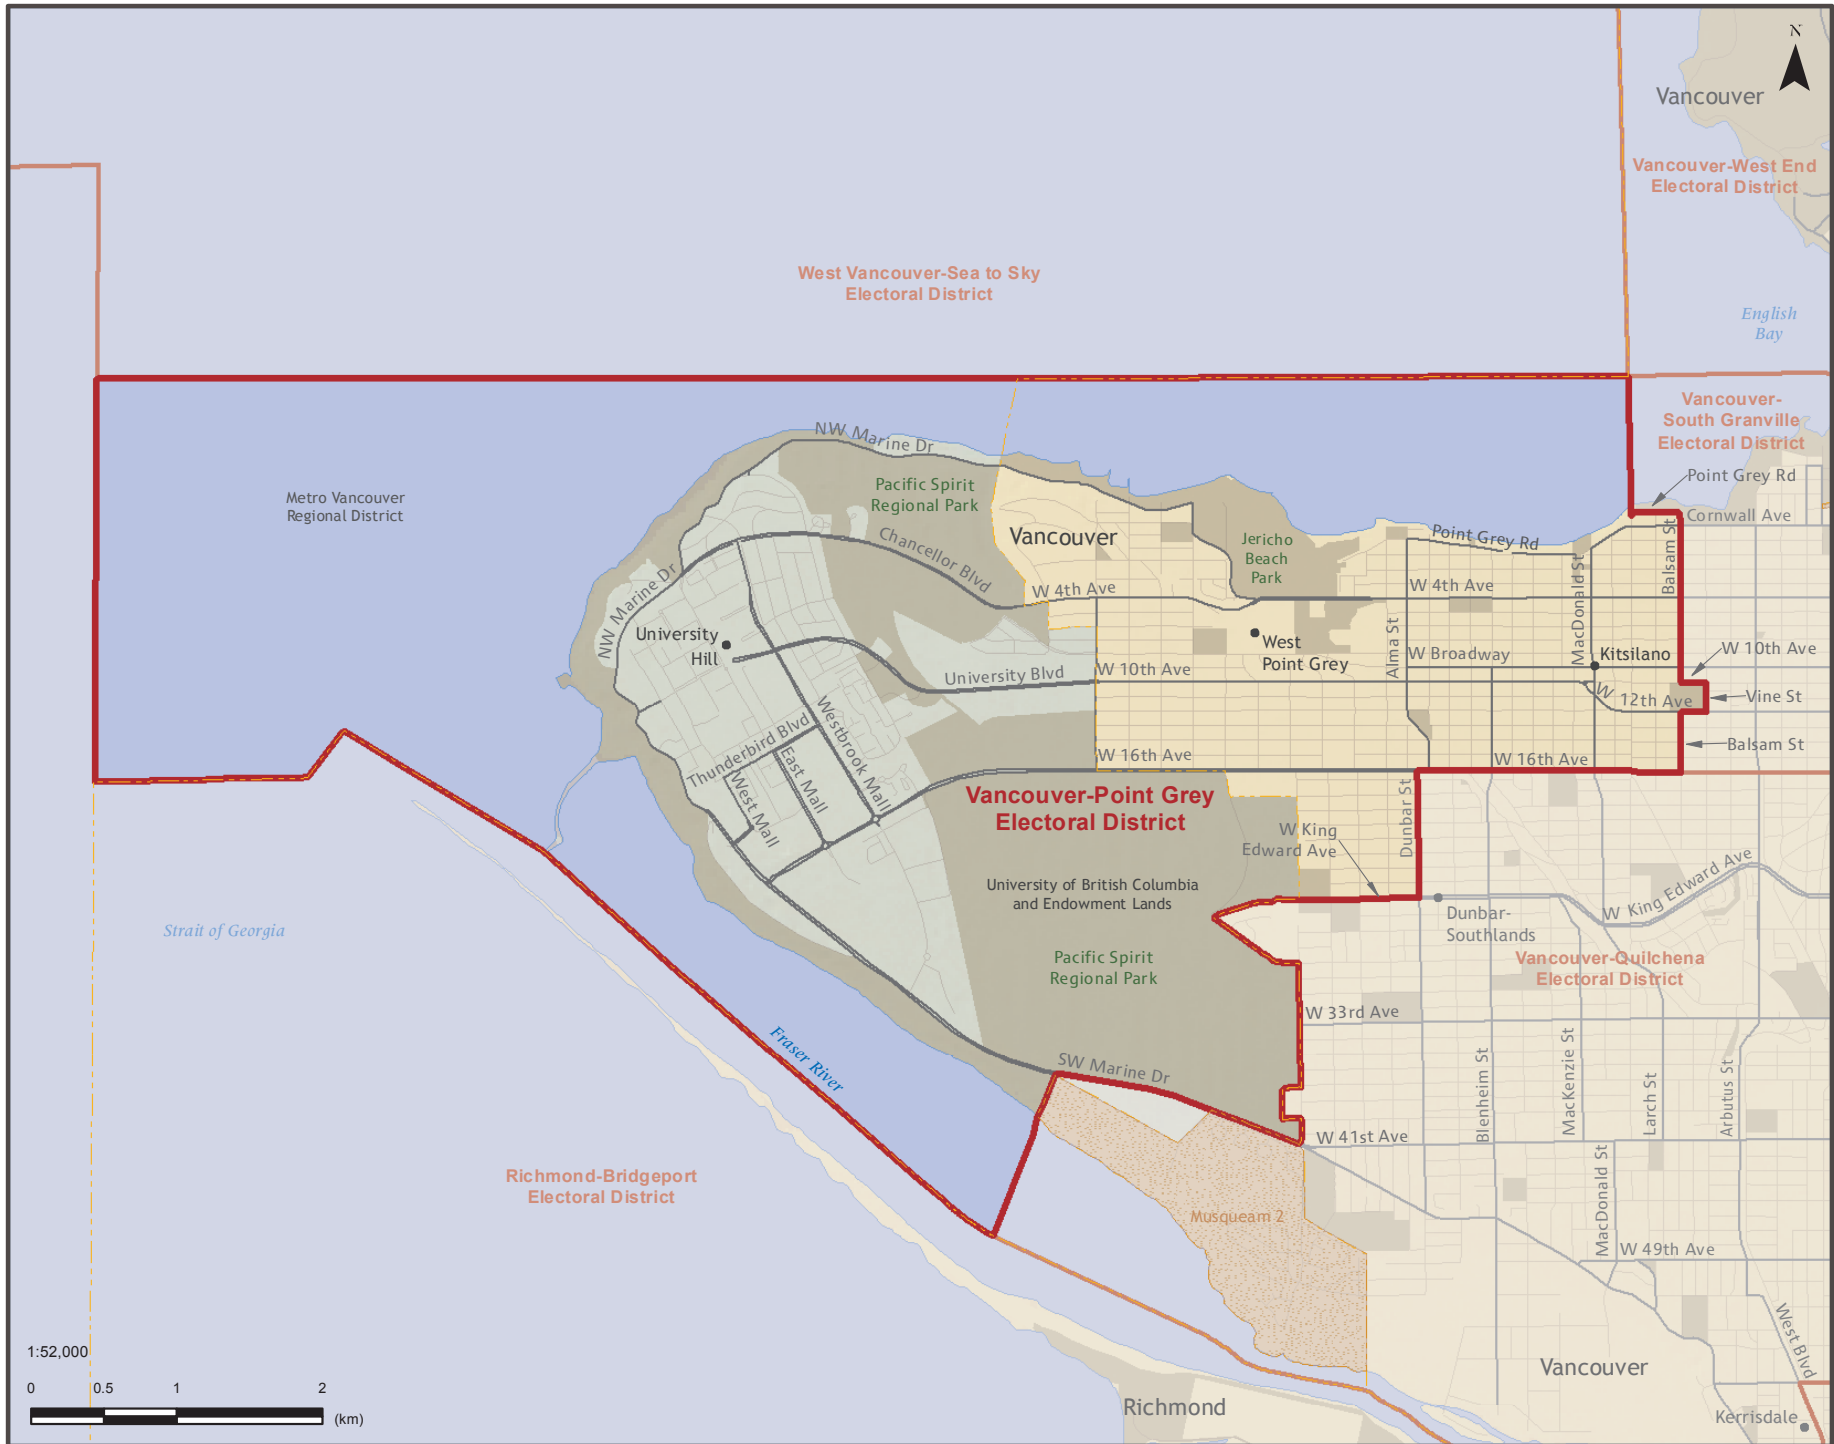 N
Vancouver
Vancouver-West End
Electoral District
West Vancouver-Sea to Sky
Electoral District
English
Bay
Vancouver-
South Granville
Electoral District
NW Marine Dr
Point Grey Rd
Metro Vancouver
Regional District
Pacific Spirit
Regional Park
Cornwall Ave
Vancouver
Point Grey Rd
Jericho
Beach
Park
Chancellor Blvd
W 4th Ave
W 4th Ave
MacDonald St
Balsam St
NW Marine Dr
University
Hill
West
Point Grey
Alma St
W Broadway
Kitsilano
W 10th Ave
University Blvd
W 10th Ave
W 12th Ave
Vine St
Westbrook Mall
Thunderbird Blvd
East Mall
West Mall
W 16th Ave
W 16th Ave
Balsam St
Vancouver-Point Grey
Electoral District
Dunbar St
W King
Edward Ave
W King Edward Ave
University of British Columbia
and Endowment Lands
Dunbar-
Southlands
Strait of Georgia
Pacific Spirit
Regional Park
Vancouver-Quilchena
Electoral District
W 33rd Ave
Fraser River
SW Marine Dr
Blenheim St
MacKenzie St
Larch St
Arbutus St
W 41st Ave
Richmond-Bridgeport
Electoral District
Musqueam 2
MacDonald St
W 49th Ave
West Blvd
1:52,000
Vancouver
0 0.5 1 2
(km)
Richmond
Kerrisdale